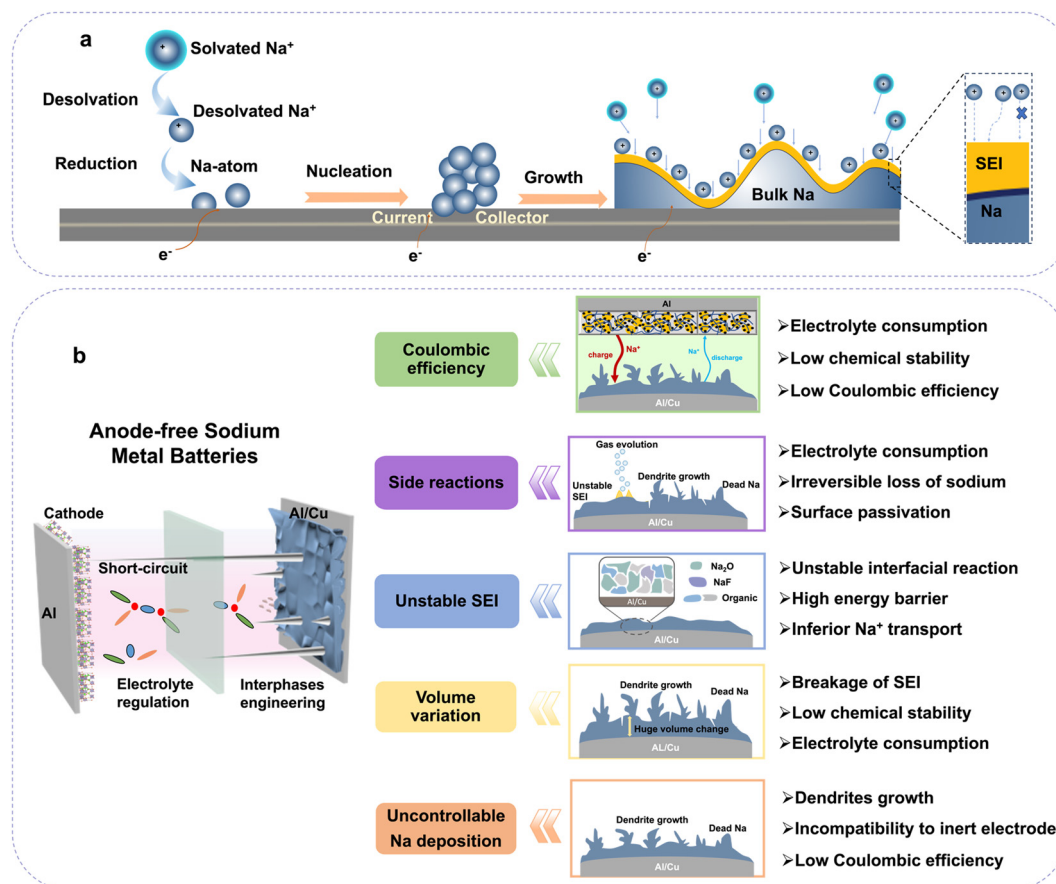 a
Solvated Na⁺
Desolvation
Desolvated Na⁺
Reduction
Na-atom
Nucleation
Growth
Current Collector
Bulk Na
SEI
Na
e⁻
e⁻
e⁻
b
Anode-free Sodium
Metal Batteries
Cathode
Al/Cu
Short-circuit
Al
Electrolyte
regulation
Interphases
engineering
Coulombic
efficiency
Al
charge
Na⁺
Na⁺
discharge
Al/Cu
➢Electrolyte consumption
➢Low chemical stability
➢Low Coulombic efficiency
Side reactions
Gas evolution
Unstable
SEI
Dendrite growth
Dead Na
Al/Cu
➢Electrolyte consumption
➢Irreversible loss of sodium
➢Surface passivation
Unstable SEI
Na₂O
NaF
Organic
Al/Cu
Al/Cu
➢Unstable interfacial reaction
➢High energy barrier
➢Inferior Na⁺ transport
Volume
variation
Dendrite growth
Dead Na
Huge volume change
AL/Cu
➢Breakage of SEI
➢Low chemical stability
➢Electrolyte consumption
Uncontrollable
Na deposition
Dendrite growth
Dead Na
Al/Cu
➢Dendrites growth
➢Incompatibility to inert electrode
➢Low Coulombic efficiency